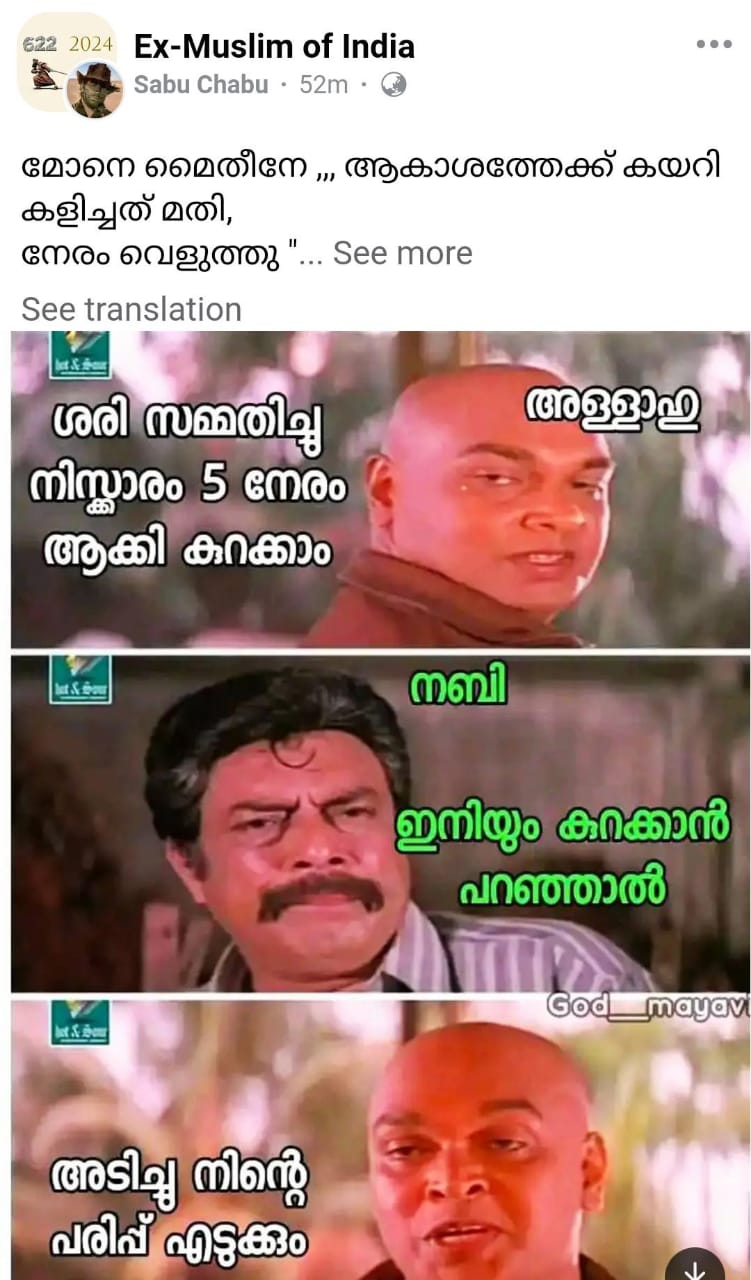 622 2024
Ex-Muslim of India
Sabu Chabu · 52m ·
മോനെ മൈതീനേ ,,, ആകാശത്തേക്ക് കയറി
കളിച്ചത് മതി,
നേരം വെളുത്തു "... See more
See translation
ശരി സമ്മതിച്ചു
നിസ്ക്കാരം 5 നേരം
ആക്കി കുറക്കാം
അള്ളാഹു
നബി
ഇനിയും കുറക്കാൻ
പറഞ്ഞാൽ
God__mayavi
അടിച്ചു നിന്റെ
പരിപ്പ് എടുക്കും